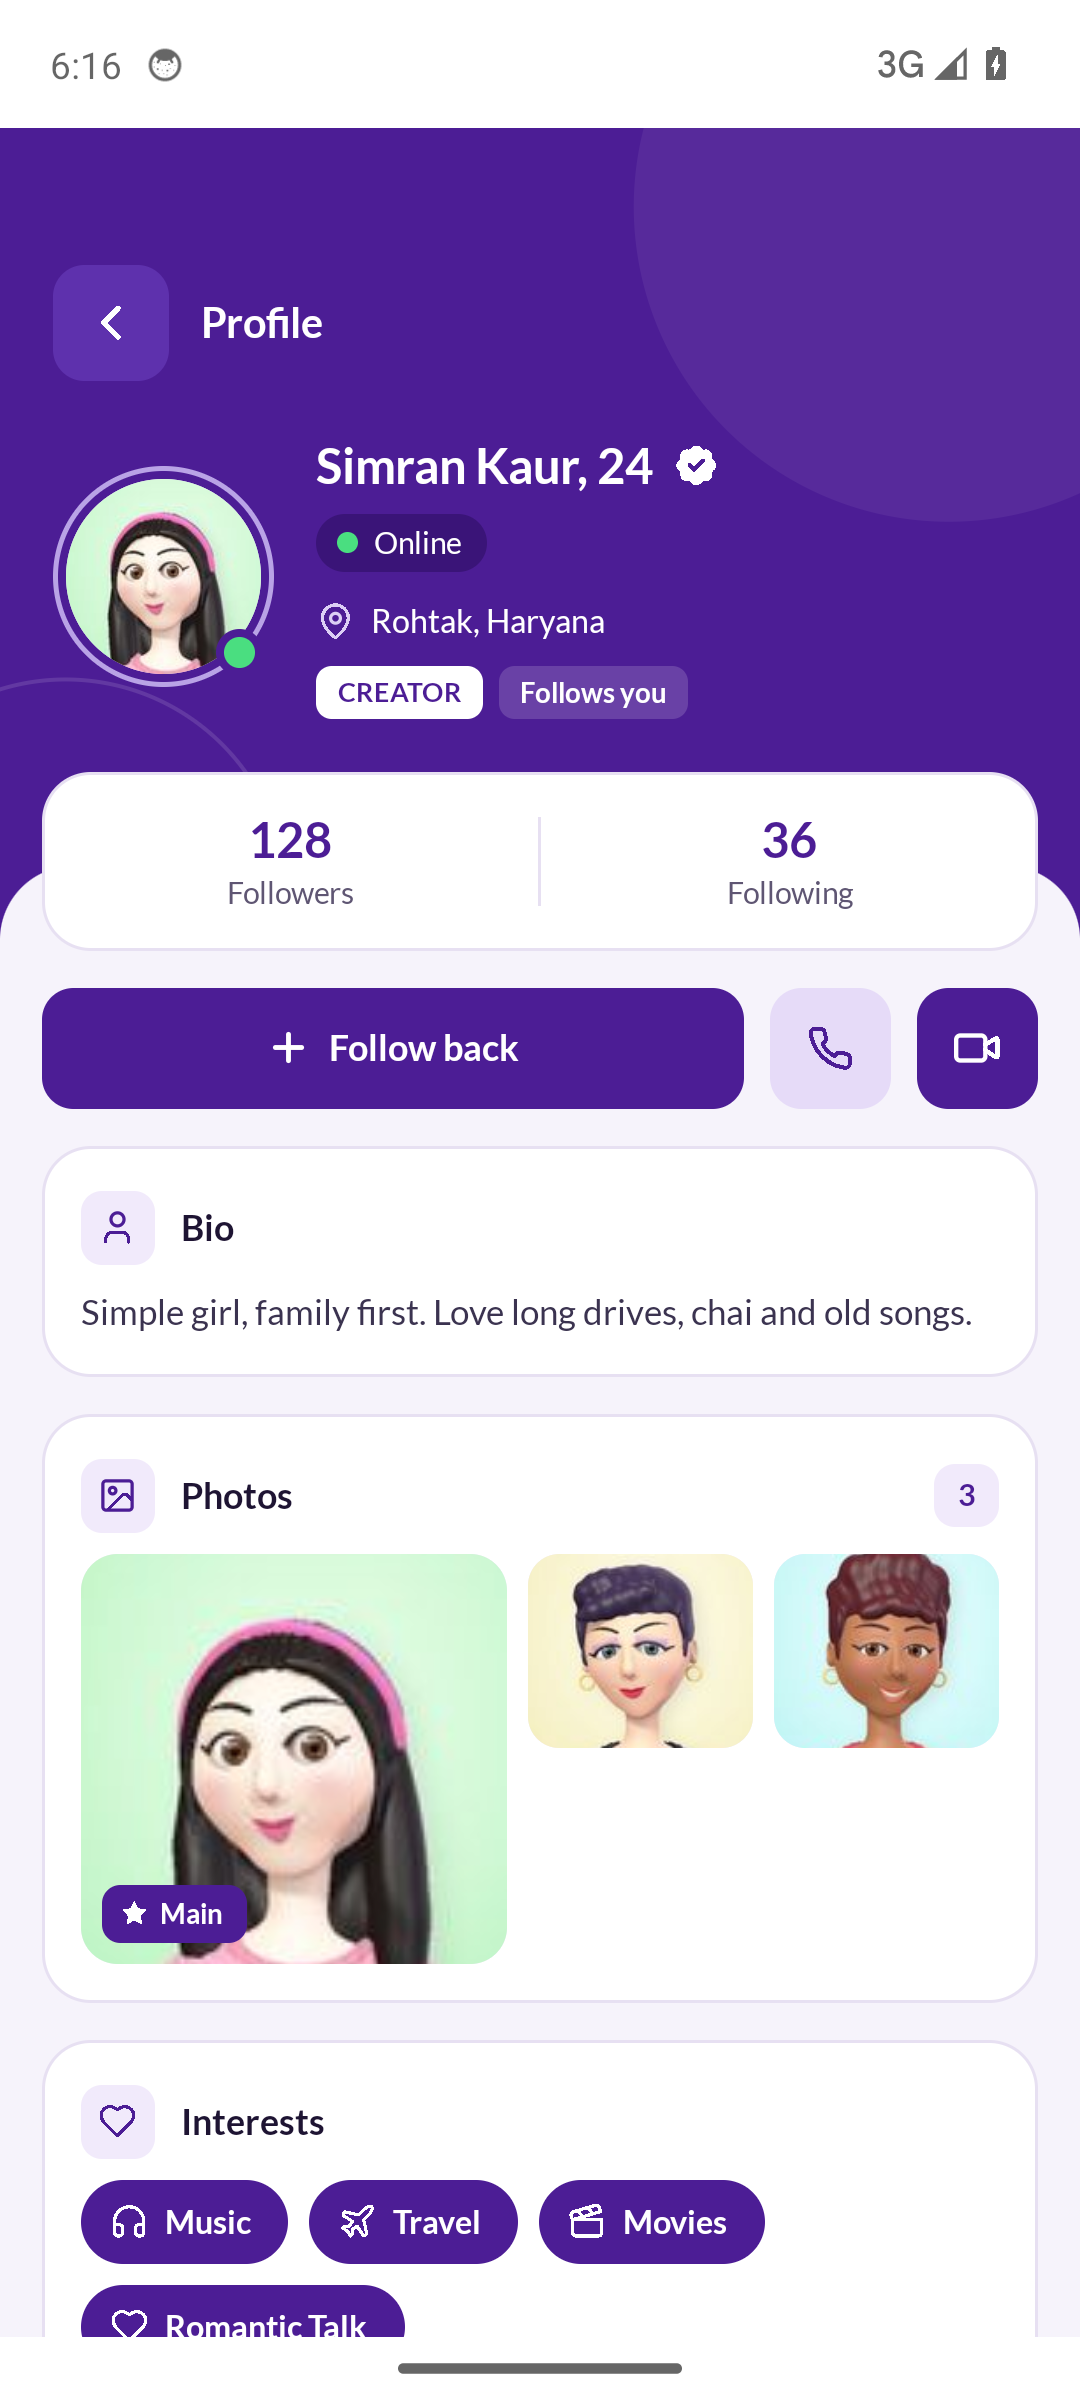 6:16
3G
Profile
Simran Kaur, 24
Online
Rohtak, Haryana
CREATOR
Follows you
128
Followers
36
Following
Follow back
Bio
Simple girl, family first. Love long drives, chai and old songs.
Photos
3
Main
Interests
Music
Travel
Movies
Romantic Talk